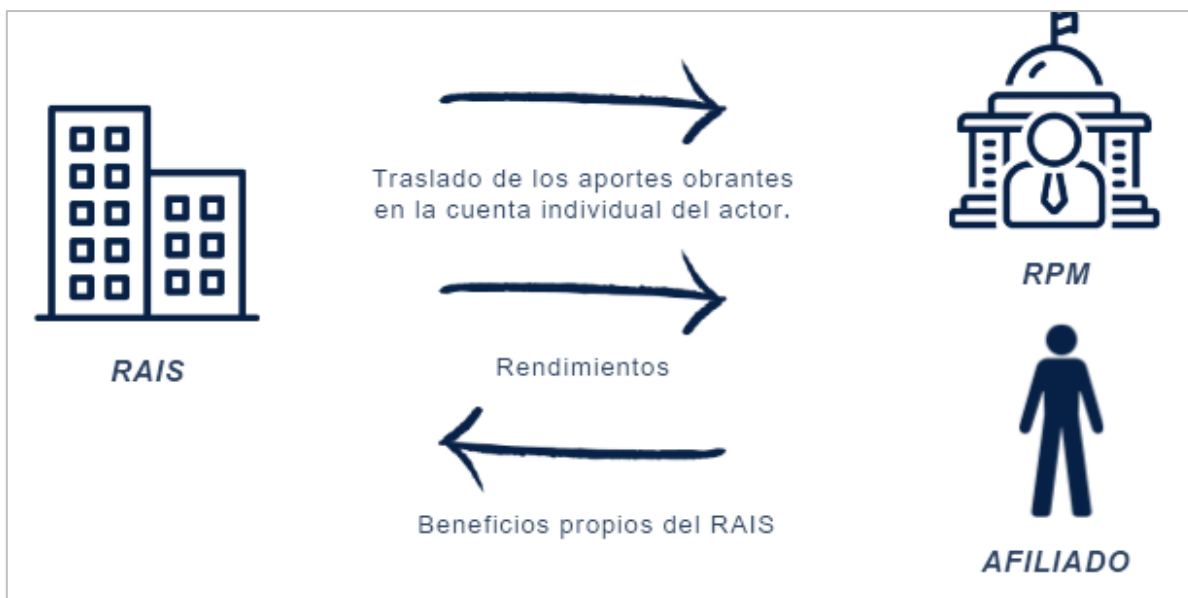 Traslado de los aportes obrantes
en la cuenta individual del actor.
RPM
RAIS
Rendimientos
Beneficios propios del RAIS
AFILIADO